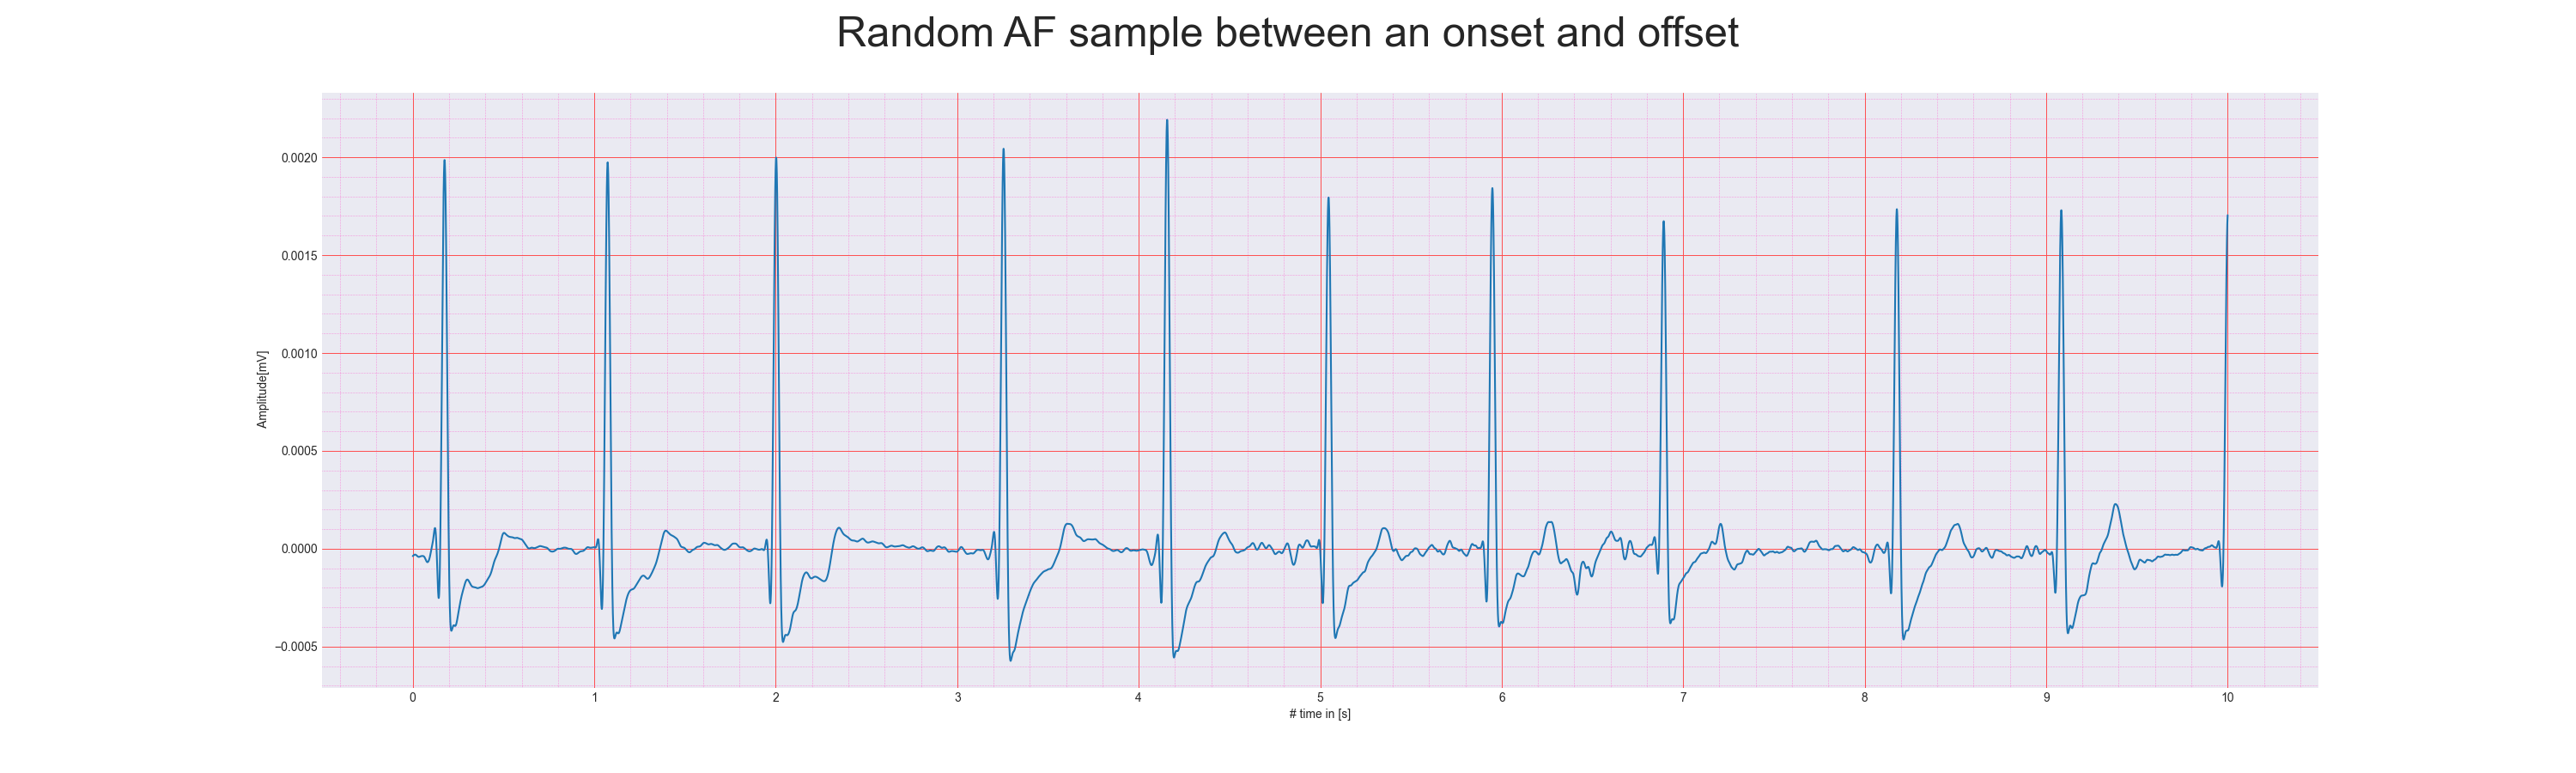 Random AF sample between an onset and offset
0.0020
0.0015
0.0010
0.0005
0.0000
−0.0005
Amplitude[mV]
0 1 2 3 4 5 6 7 8 9 10
# time in [s]